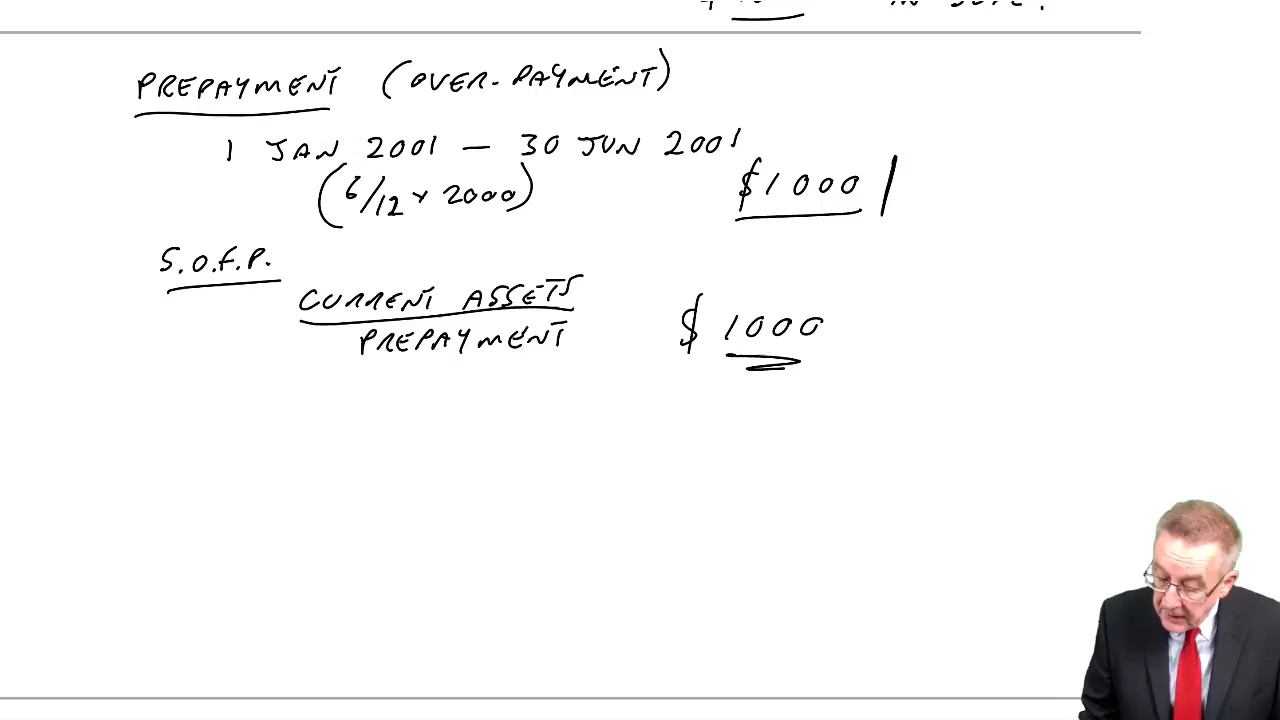 PREPAYMENT (OVER-PAYMENT)
1 JAN 2001 – 30 JUN 2001
(6/12 × 2000) $1000
S.O.F.P.
CURRENT ASSETS
PREPAYMENT $ 1000